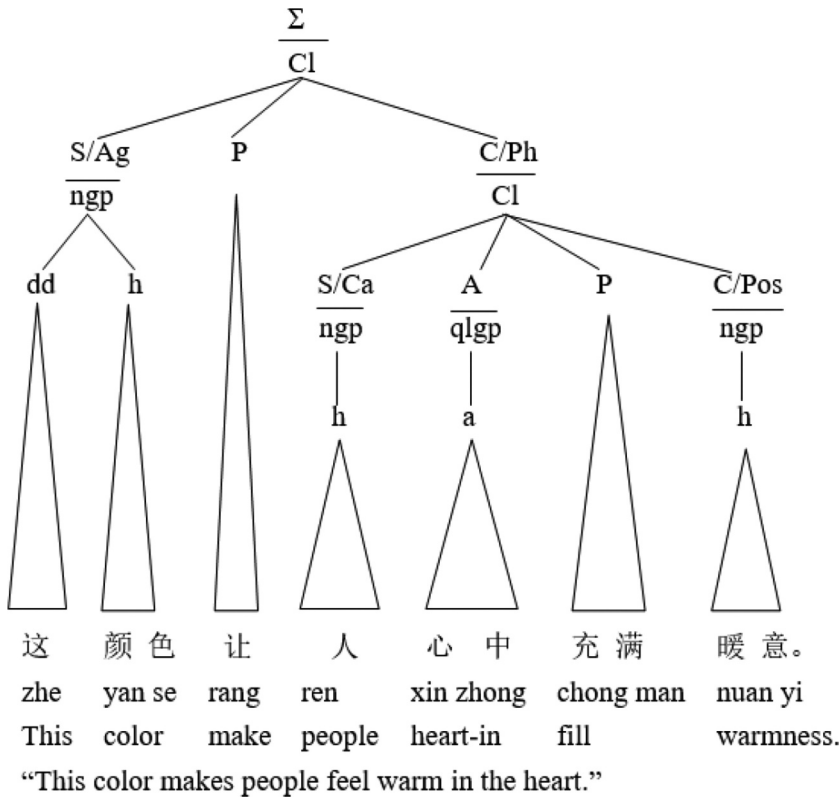 Σ
Cl
S/Ag P C/Ph
ngp Cl
dd h S/Ca A P C/Pos
ngp qlgp ngp
h a h
这 颜 色 让 人 心 中 充 满 暖 意。
zhe yan se rang ren xin zhong chong man nuan yi
This color make people heart-in fill warmness.
“This color makes people feel warm in the heart.”